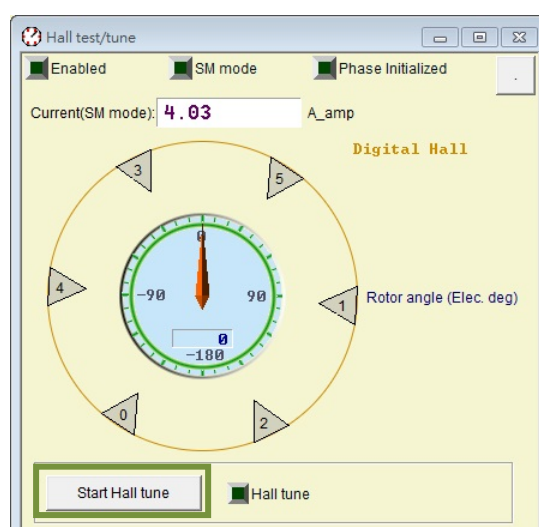 Hall test/tune
Enabled SM mode Phase Initialized .
Current(SM mode): 4.03 A_amp
Digital Hall
3 5
0
4 -90 90 1 Rotor angle (Elec. deg)
0
-180
0 2
Start Hall tune Hall tune